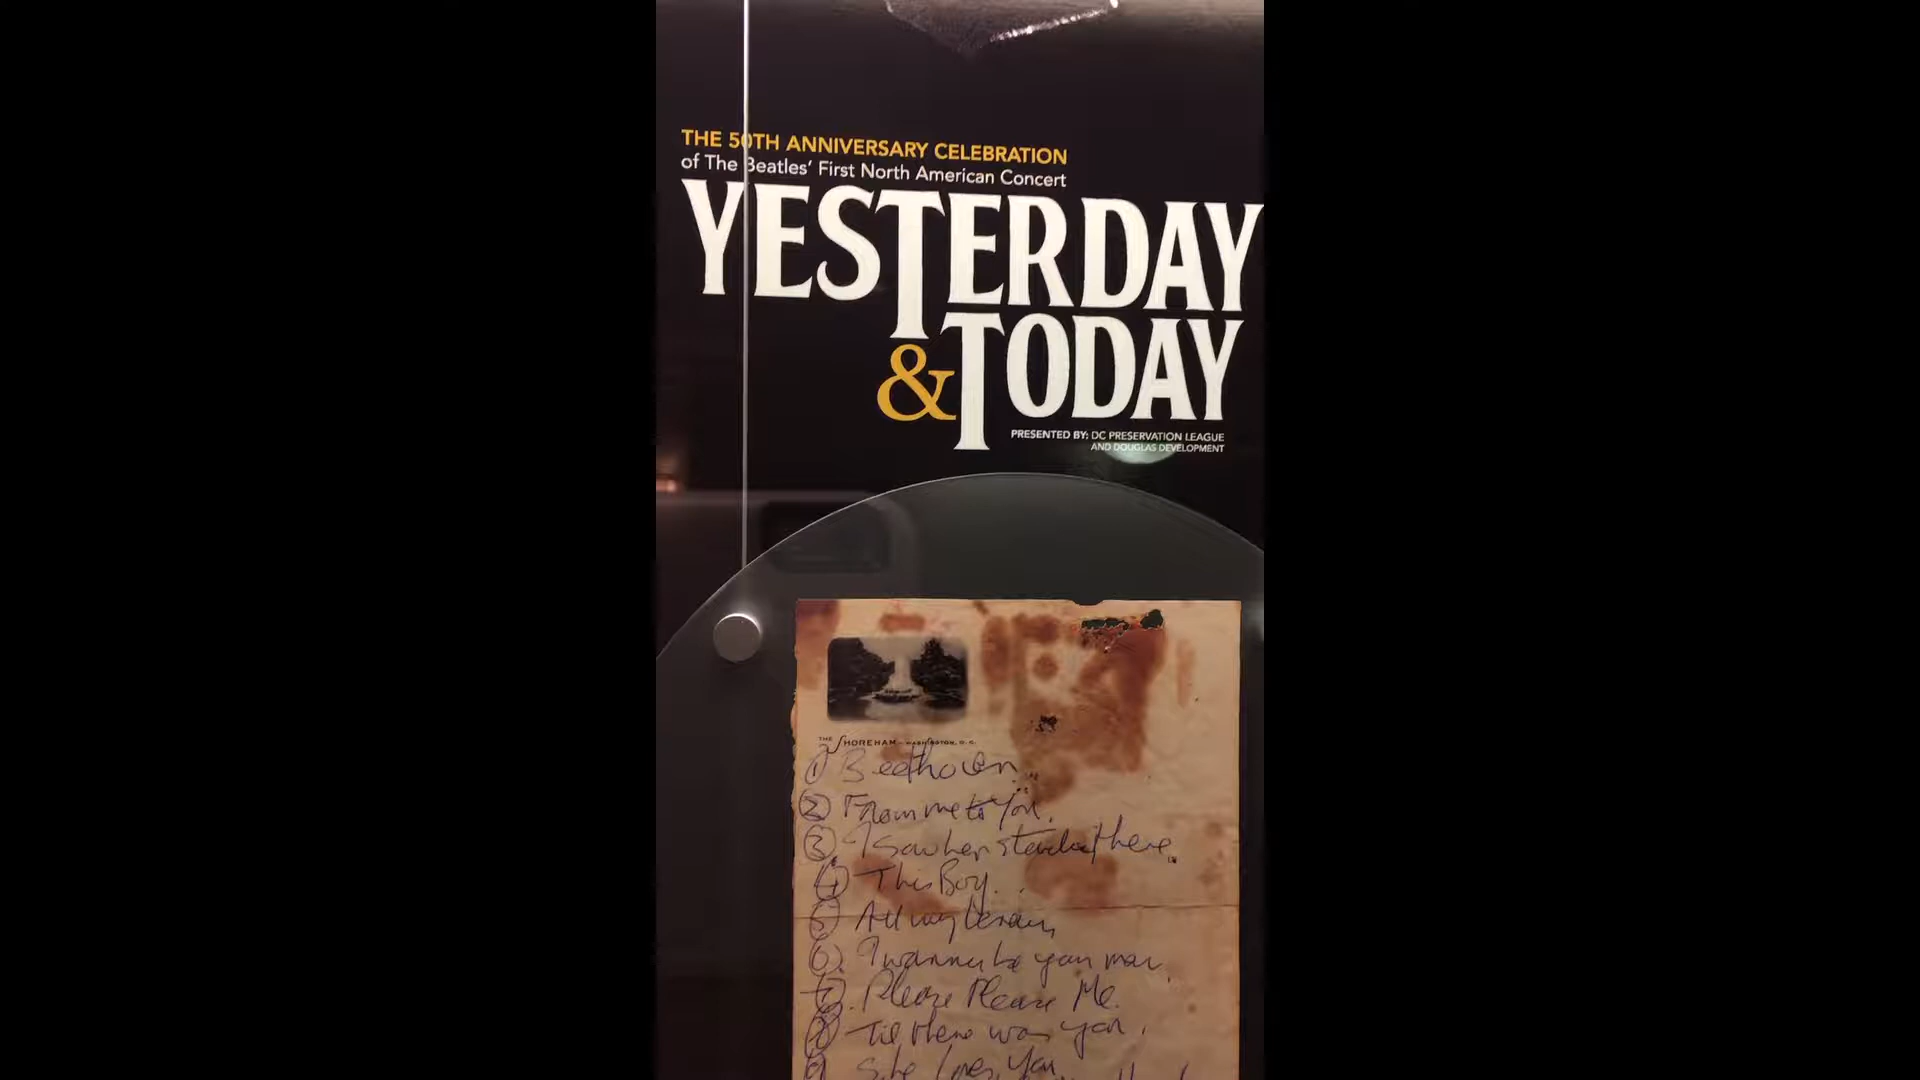 THE 50TH ANNIVERSARY CELEBRATION
of The Beatles' First North American Concert
YESTERDAY
& TODAY
PRESENTED BY: DC PRESERVATION LEAGUE
AND DOUGLAS DEVELOPMENT
THE SHOREHAM - WASHINGTON, D.C.
1 Beethoven
2 From me to You.
3 I Saw her standing there.
4 This Boy.
5 All my loving
6. I wanna be your man.
7. Please Please Me.
8 Til there was you.
9 She loves You